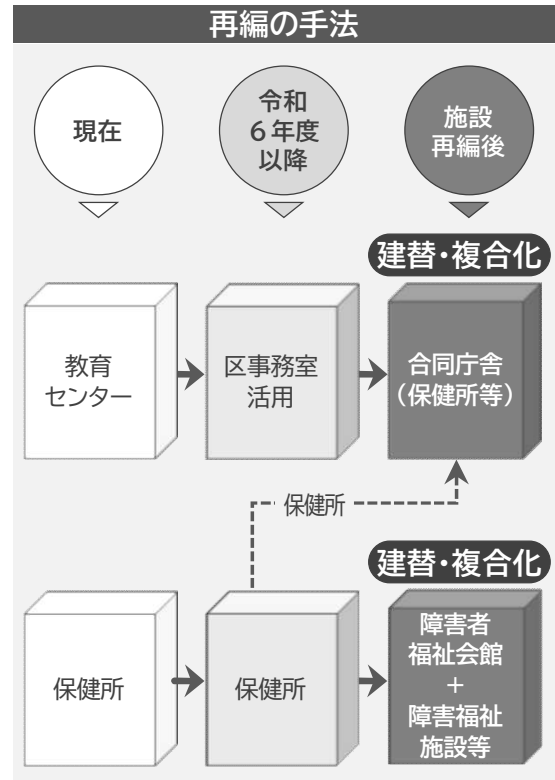 再編の手法
現在
令和
6年度
以降
施設
再編後
建替・複合化
教育
センター
区事務室
活用
合同庁舎
（保健所等）
保健所
建替・複合化
保健所
保健所
障害者
福祉会館
+
障害福祉
施設等